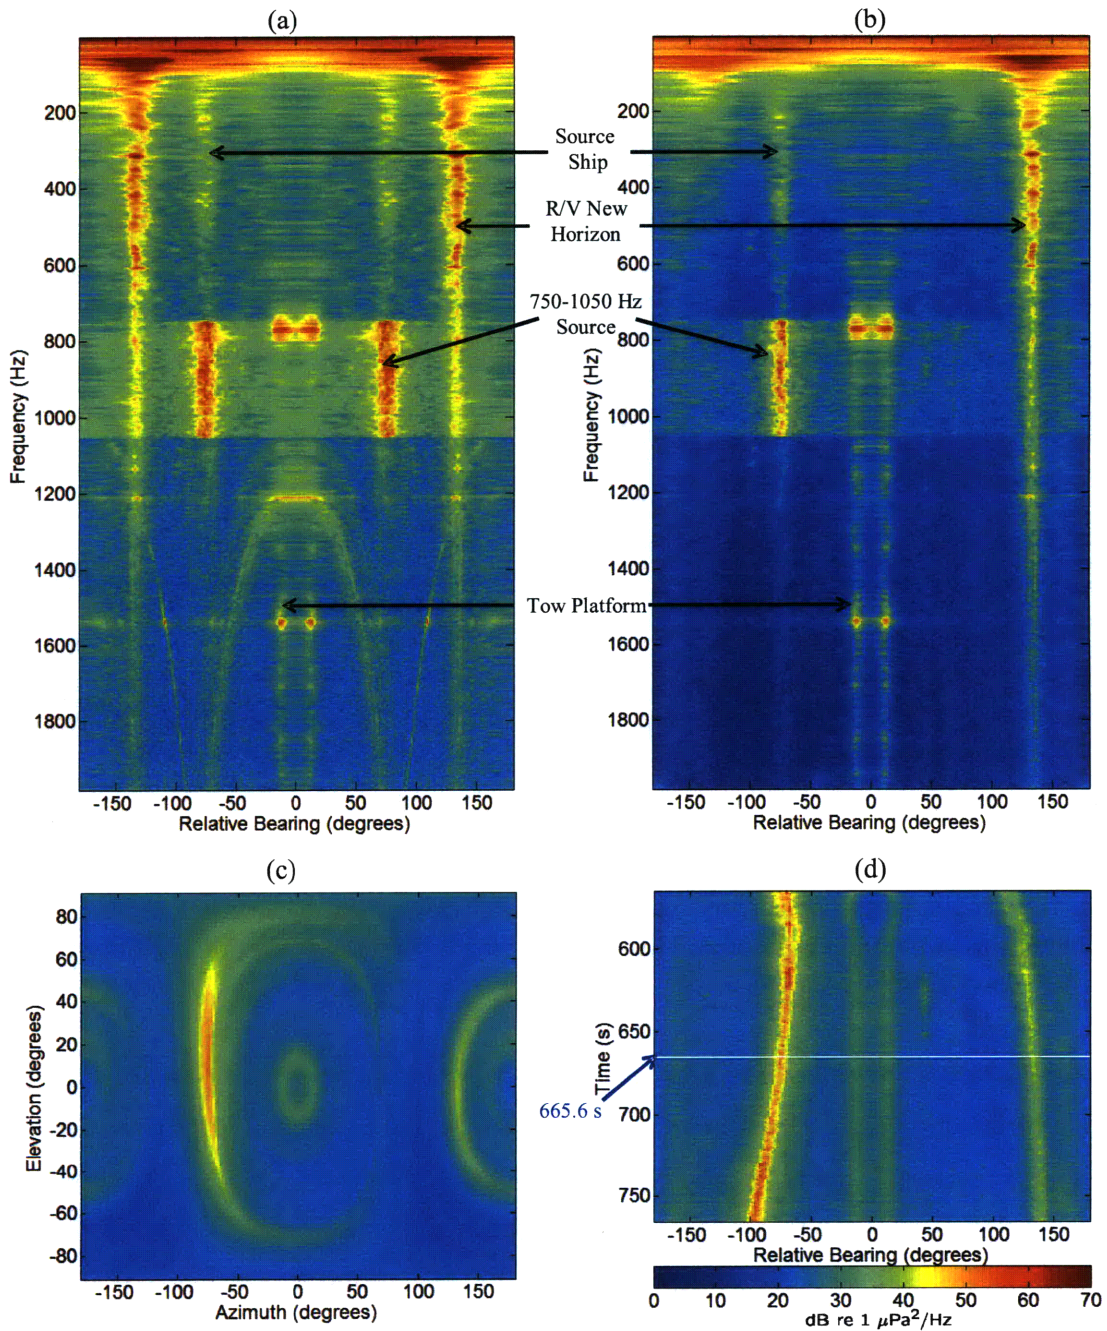 (a)
(b)
200
400
600
800
1000
1200
1400
1600
1800
Frequency (Hz)
-150 -100 -50 0 50 100 150
Relative Bearing (degrees)
Source
Ship
R/V New
Horizon
750-1050 Hz
Source
Tow Platform
200
400
600
800
1000
1200
1400
1600
1800
Frequency (Hz)
-150 -100 -50 0 50 100 150
Relative Bearing (degrees)
(c)
(d)
80
60
40
20
0
-20
-40
-60
-80
Elevation (degrees)
-150 -100 -50 0 50 100 150
Azimuth (degrees)
600
650
700
750
Time (s)
665.6 s
-150 -100 -50 0 50 100 150
Relative Bearing (degrees)
0 10 20 30 40 50 60 70
dB re 1 μPa²/Hz